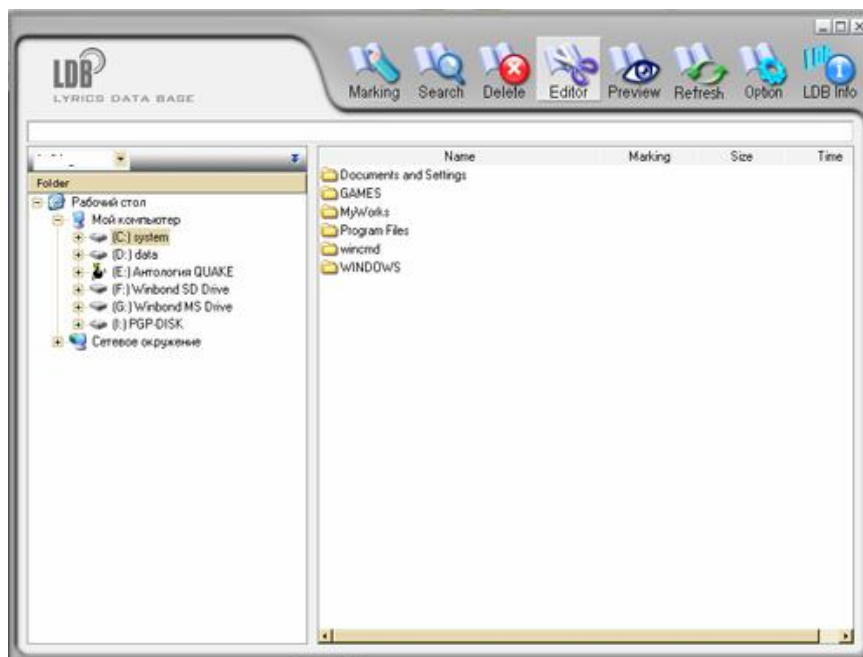 LDB
LYRICS DATA BASE
Marking Search Delete Editor Preview Refresh Option LDB Info
Name Marking Size Time
Folder
Рабочий стол
Мой компьютер
(C:) system
(D:) data
(E:) Антология QUAKE
(F:) Winbond SD Drive
(G:) Winbond MS Drive
(I:) PGP-DISK
Сетевое окружение
Documents and Settings
GAMES
MyWorks
Program Files
wincmd
WINDOWS